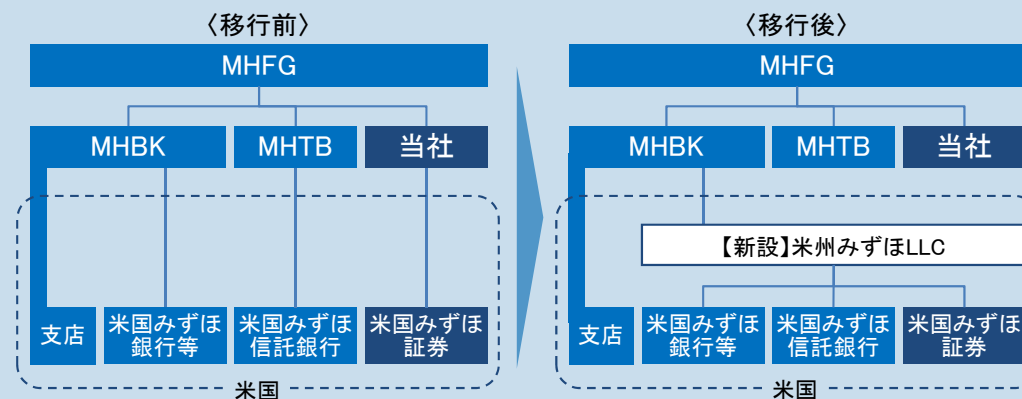 〈移行前〉
MHFG
MHBK
MHTB
当社
支店
米国みずほ
銀行等
米国みずほ
信託銀行
米国みずほ
証券
米国
〈移行後〉
MHFG
MHBK
MHTB
当社
【新設】米州みずほLLC
支店
米国みずほ
銀行等
米国みずほ
信託銀行
米国みずほ
証券
米国